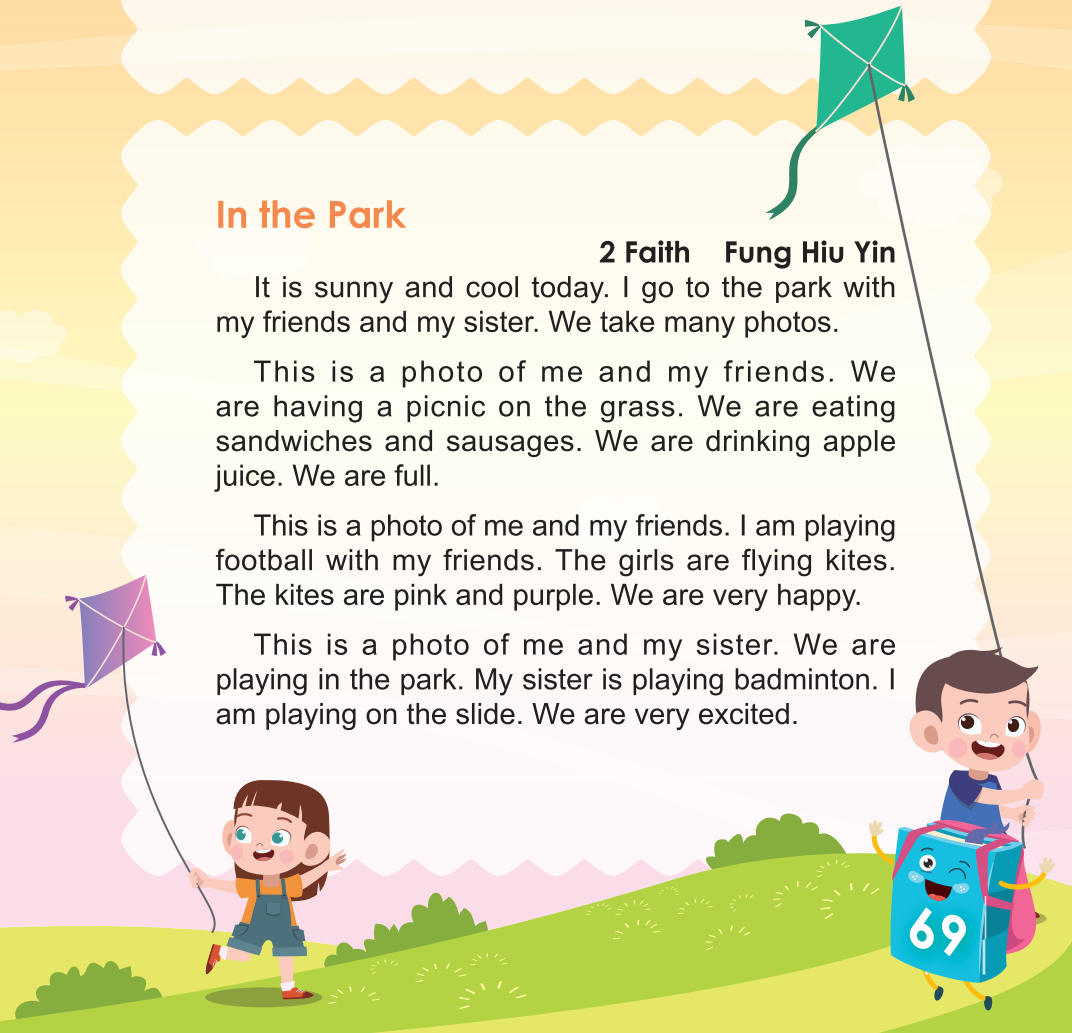 In the Park
2 Faith Fung Hiu Yin
It is sunny and cool today. I go to the park with
my friends and my sister. We take many photos.
This is a photo of me and my friends. We
are having a picnic on the grass. We are eating
sandwiches and sausages. We are drinking apple
juice. We are full.
This is a photo of me and my friends. I am playing
football with my friends. The girls are flying kites.
The kites are pink and purple. We are very happy.
This is a photo of me and my sister. We are
playing in the park. My sister is playing badminton. I
am playing on the slide. We are very excited.
69